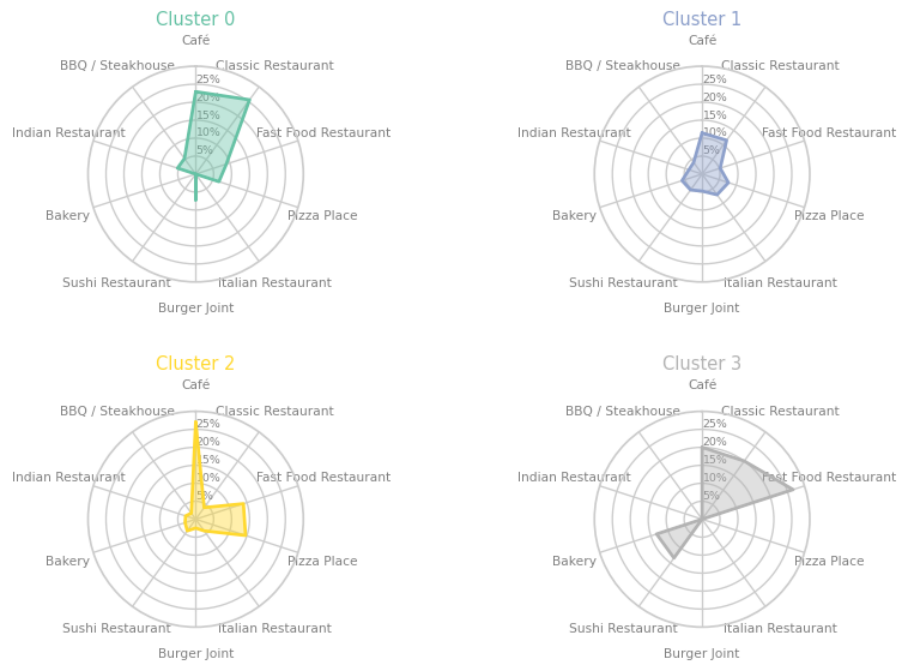 Cluster 0
Café
BBQ / Steakhouse
Classic Restaurant
25%
20%
15%
10%
5%
Indian Restaurant
Fast Food Restaurant
Bakery
Pizza Place
Sushi Restaurant
Italian Restaurant
Burger Joint
Cluster 1
Café
BBQ / Steakhouse
Classic Restaurant
25%
20%
15%
10%
5%
Indian Restaurant
Fast Food Restaurant
Bakery
Pizza Place
Sushi Restaurant
Italian Restaurant
Burger Joint
Cluster 2
Café
BBQ / Steakhouse
Classic Restaurant
25%
20%
15%
10%
5%
Indian Restaurant
Fast Food Restaurant
Bakery
Pizza Place
Sushi Restaurant
Italian Restaurant
Burger Joint
Cluster 3
Café
BBQ / Steakhouse
Classic Restaurant
25%
20%
15%
10%
5%
Indian Restaurant
Fast Food Restaurant
Bakery
Pizza Place
Sushi Restaurant
Italian Restaurant
Burger Joint